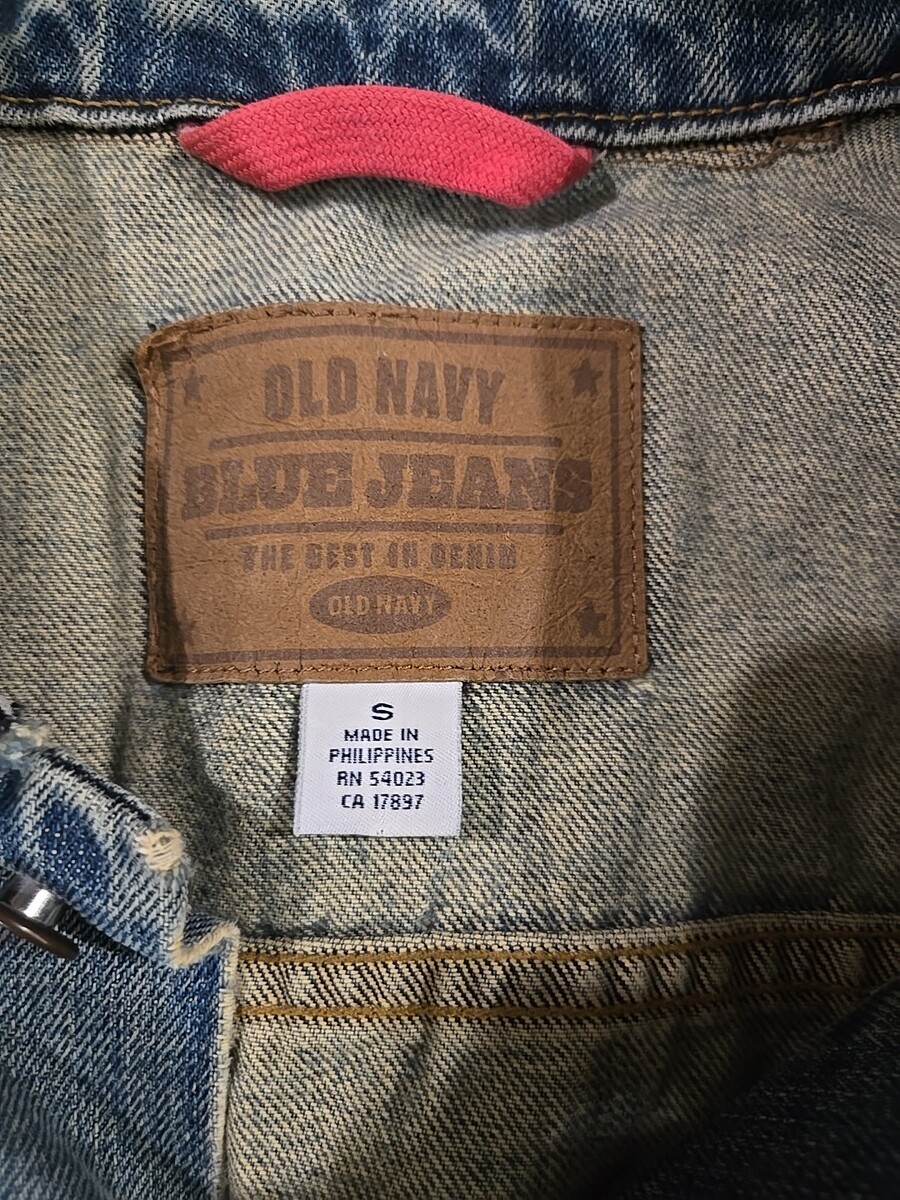 OLD NAVY
BLUE JEANS
THE BEST IN DENIM
OLD NAVY
S
MADE IN
PHILIPPINES
RN 54023
CA 17897